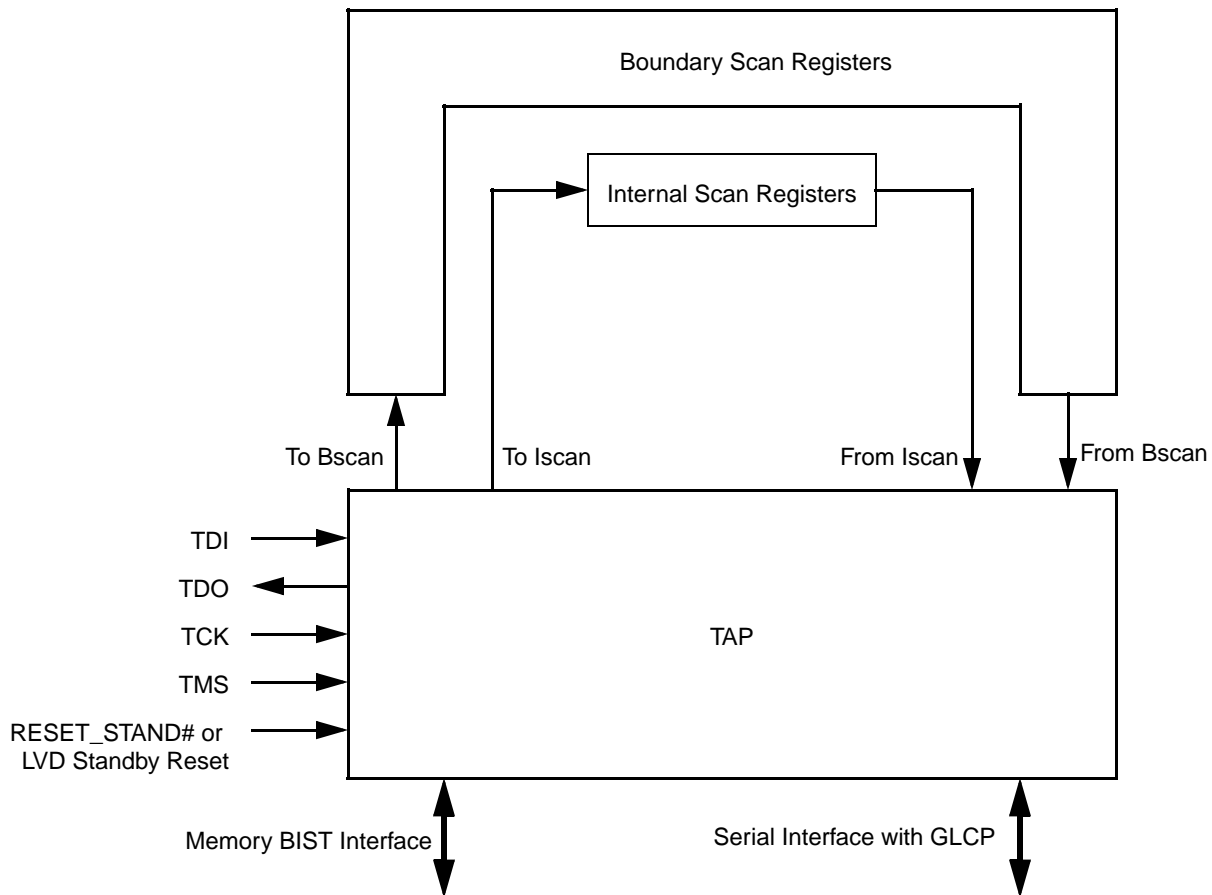 Boundary Scan Registers
Internal Scan Registers
To Bscan
To Iscan
From Iscan
From Bscan
TDI
TDO
TCK
TMS
RESET_STAND# or
LVD Standby Reset
TAP
Memory BIST Interface
Serial Interface with GLCP